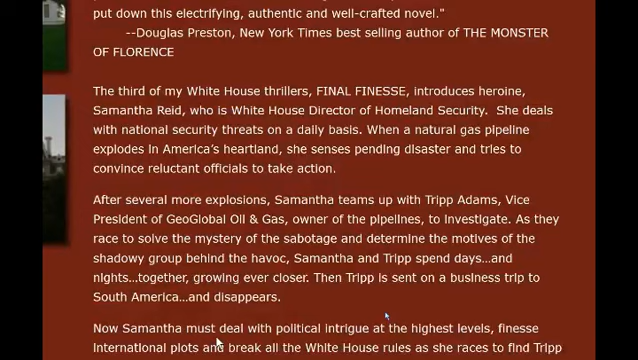 put down this electrifying, authentic and well-crafted novel."
--Douglas Preston, New York Times best selling author of THE MONSTER
OF FLORENCE
The third of my White House thrillers, FINAL FINESSE, introduces heroine,
Samantha Reid, who is White House Director of Homeland Security. She deals
with national security threats on a daily basis. When a natural gas pipeline
explodes in America's heartland, she senses pending disaster and tries to
convince reluctant officials to take action.
After several more explosions, Samantha teams up with Tripp Adams, Vice
President of GeoGlobal Oil & Gas, owner of the pipelines, to investigate. As they
race to solve the mystery of the sabotage and determine the motives of the
shadowy group behind the havoc, Samantha and Tripp spend days...and
nights...together, growing ever closer. Then Tripp is sent on a business trip to
South America...and disappears.
Now Samantha must deal with political intrigue at the highest levels, finesse
international plots and break all the White House rules as she races to find Tripp